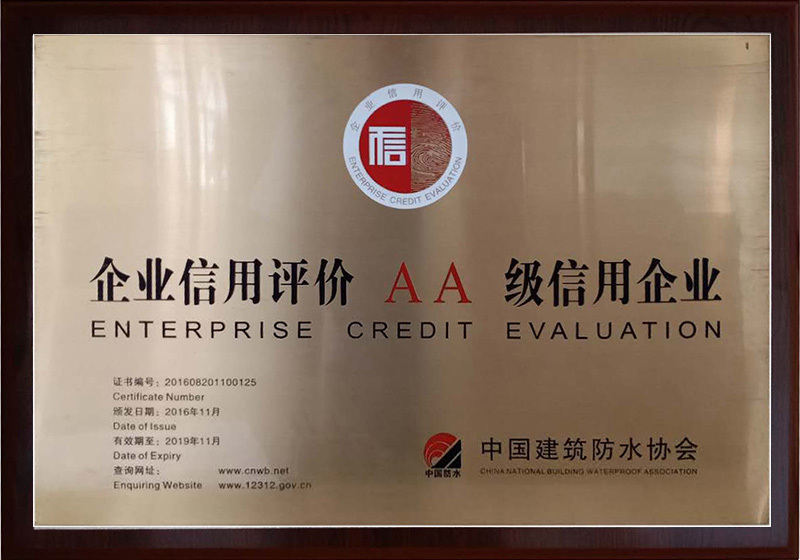 企业信用评价
信
ENTERPRISE CREDIT EVALUATION
企业信用评价 AA 级信用企业
ENTERPRISE CREDIT EVALUATION
证书编号：201608201100125
Certificate Number
颁发日期：2016年11月
Date of Issue
有效期至：2019年11月
Date of Expiry
查询网址： www.cnwb.net
Enquiring Website www.12312.gov.cn
中国防水
中国建筑防水协会
CHINA NATIONAL BUILDING WATERPROOF ASSOCIATION